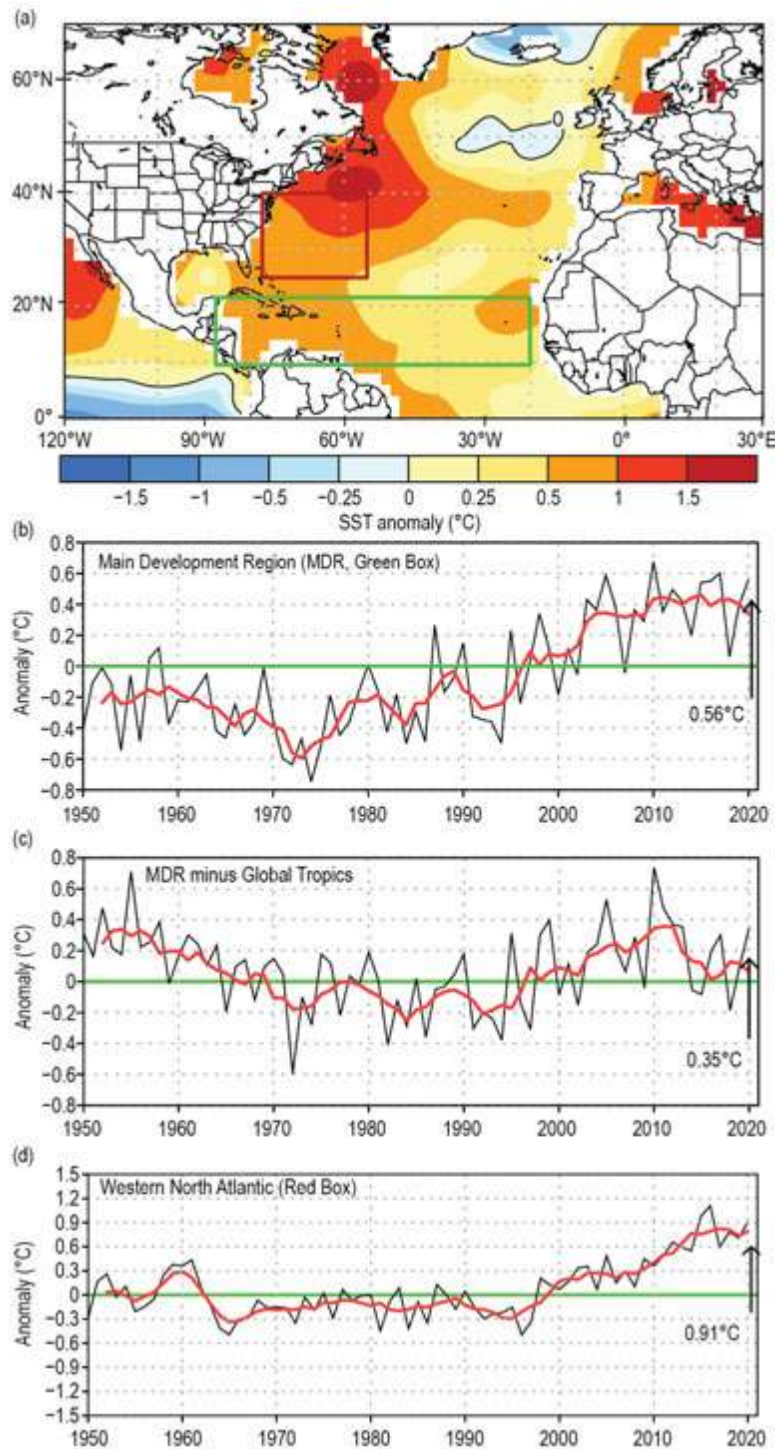 (a)
60°N
40°N
20°N
0°
0
120°W 90°W 60°W 30°W 0° 30°E
−1.5 −1 −0.5 −0.25 0 0.25 0.5 1 1.5
SST anomaly (°C)
(b)
Main Development Region (MDR, Green Box)
Anomaly (°C)
0.8
0.6
0.4
0.2
0
−0.2
−0.4
−0.6
−0.8
0.56°C
1950 1960 1970 1980 1990 2000 2010 2020
(c)
MDR minus Global Tropics
Anomaly (°C)
0.8
0.6
0.4
0.2
0
−0.2
−0.4
−0.6
−0.8
0.35°C
1950 1960 1970 1980 1990 2000 2010 2020
(d)
Western North Atlantic (Red Box)
Anomaly (°C)
1.5
1.2
0.9
0.6
0.3
0
−0.3
−0.6
−0.9
−1.2
−1.5
0.91°C
1950 1960 1970 1980 1990 2000 2010 2020